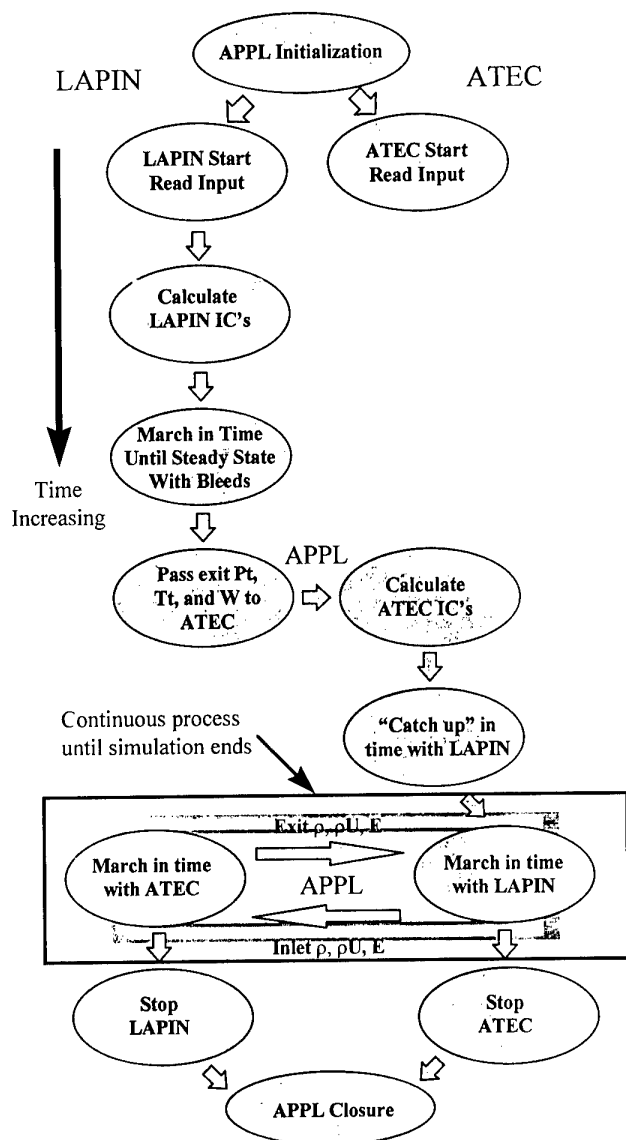 APPL Initialization
LAPIN
ATEC
LAPIN Start
Read Input
ATEC Start
Read Input
Calculate
LAPIN IC's
March in Time
Until Steady State
With Bleeds
Time
Increasing
Pass exit Pt,
Tt, and W to
ATEC
APPL
Calculate
ATEC IC's
"Catch up" in
time with LAPIN
Continuous process
until simulation ends
Exit ρ, ρU, E
March in time
with ATEC
APPL
March in time
with LAPIN
Inlet ρ, ρU, E
Stop
LAPIN
Stop
ATEC
APPL Closure